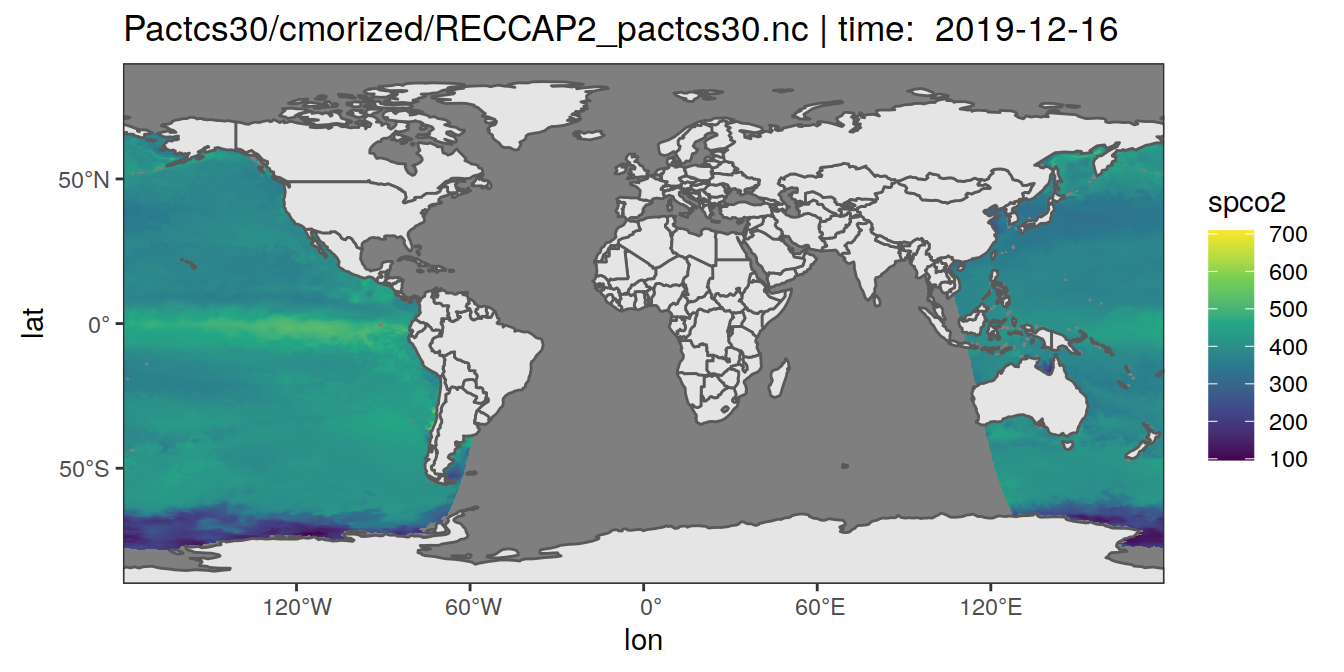 Pactcs30/cmorized/RECCAP2_pactcs30.nc | time:  2019-12-16
spco2
700
600
500
400
300
200
100
50°N
0°
50°S
lat
120°W
60°W
0°
60°E
120°E
lon